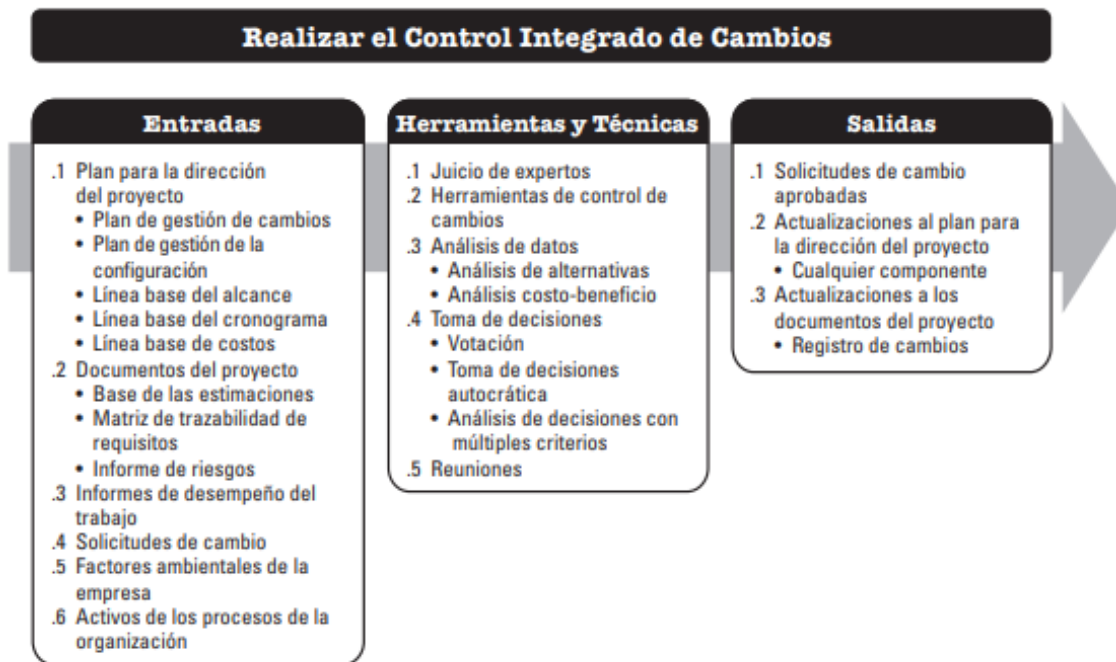 Realizar el Control Integrado de Cambios
Entradas
.1 Plan para la dirección
del proyecto
• Plan de gestión de cambios
• Plan de gestión de la
configuración
• Línea base del alcance
• Línea base del cronograma
• Línea base de costos
.2 Documentos del proyecto
• Base de las estimaciones
• Matriz de trazabilidad de
requisitos
• Informe de riesgos
.3 Informes de desempeño del
trabajo
.4 Solicitudes de cambio
.5 Factores ambientales de la
empresa
.6 Activos de los procesos de la
organización
Herramientas y Técnicas
.1 Juicio de expertos
.2 Herramientas de control de
cambios
.3 Análisis de datos
• Análisis de alternativas
• Análisis costo-beneficio
.4 Toma de decisiones
• Votación
• Toma de decisiones
autocrática
• Análisis de decisiones con
múltiples criterios
.5 Reuniones
Salidas
.1 Solicitudes de cambio
aprobadas
.2 Actualizaciones al plan para
la dirección del proyecto
• Cualquier componente
.3 Actualizaciones a los
documentos del proyecto
• Registro de cambios